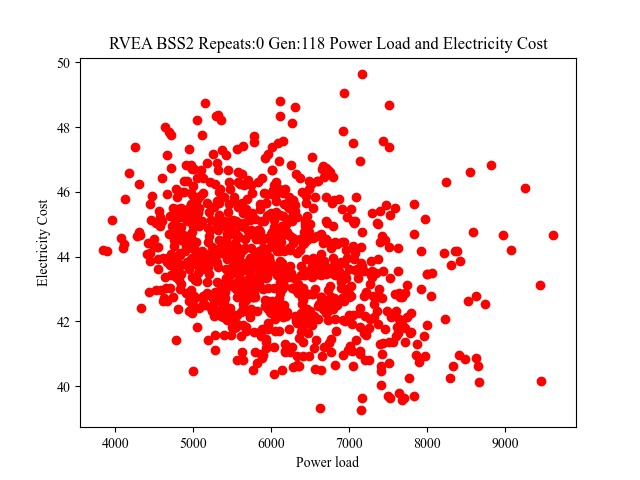 RVEA BSS2 Repeats:0 Gen:118 Power Load and Electricity Cost
50
48
46
44
42
40
Electricity Cost
4000 5000 6000 7000 8000 9000
Power load